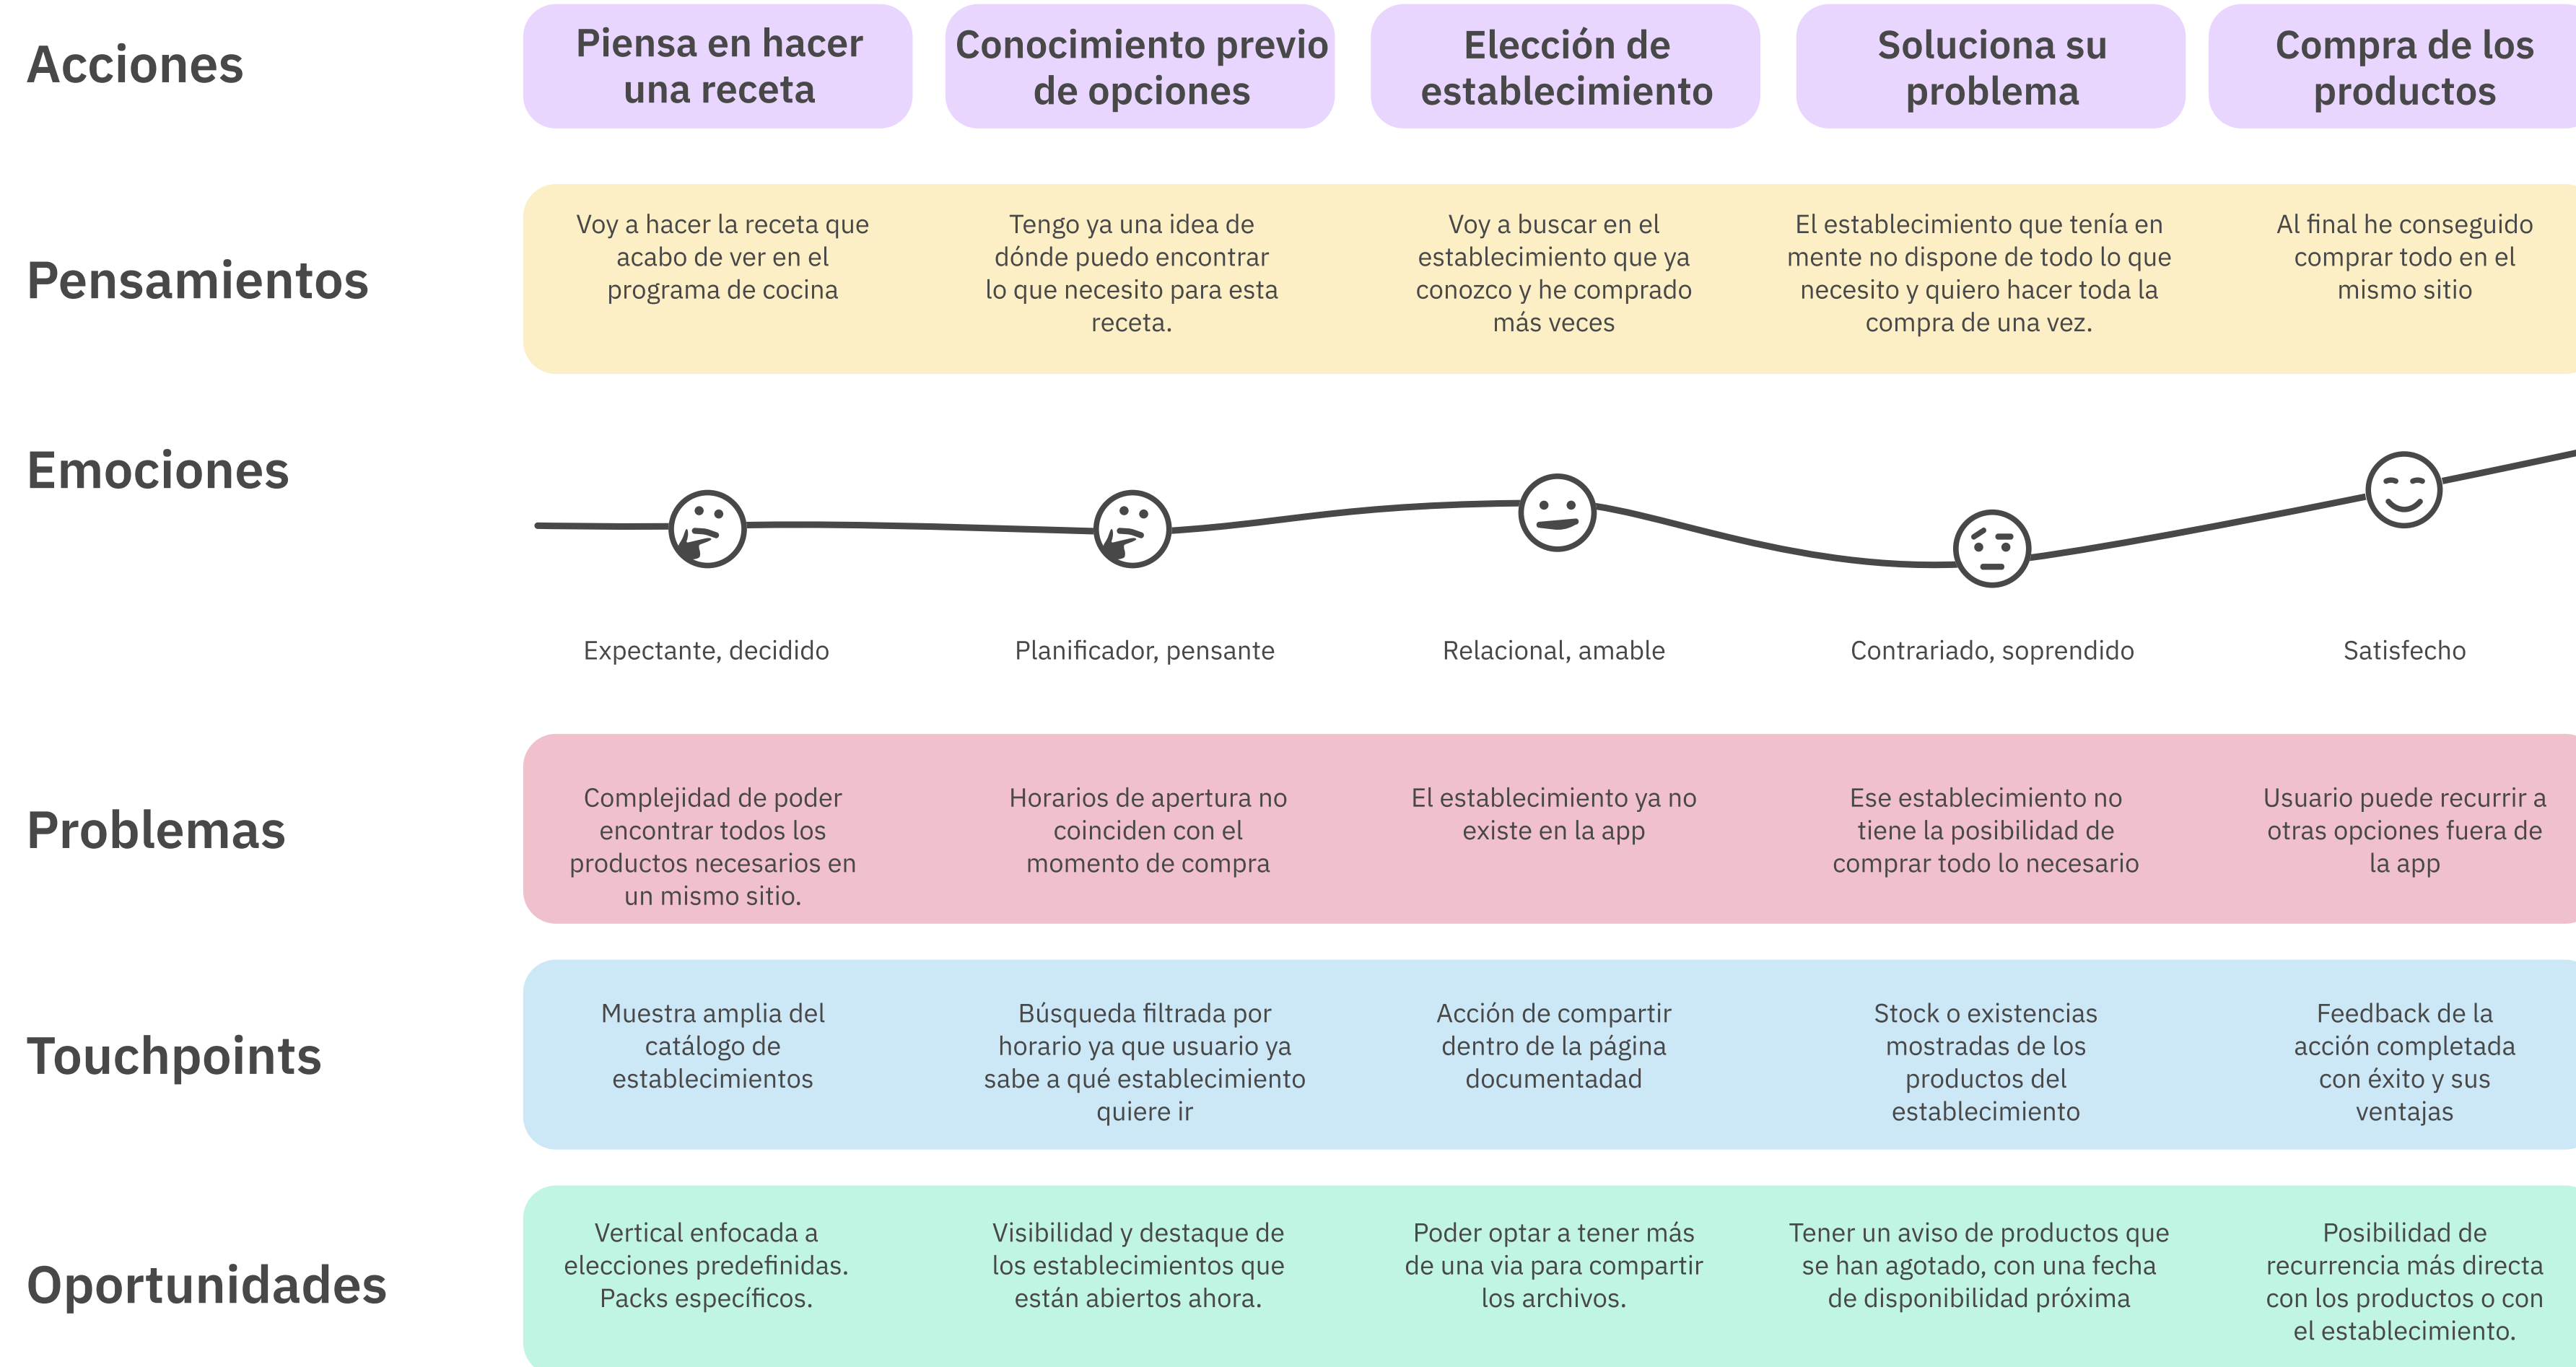 Acciones
Piensa en hacer
una receta
Conocimiento previo
de opciones
Elección de
establecimiento
Soluciona su
problema
Compra de los
productos
Pensamientos
Voy a hacer la receta que
acabo de ver en el
programa de cocina
Tengo ya una idea de
dónde puedo encontrar
lo que necesito para esta
receta.
Voy a buscar en el
establecimiento que ya
conozco y he comprado
más veces
El establecimiento que tenía en
mente no dispone de todo lo que
necesito y quiero hacer toda la
compra de una vez.
Al final he conseguido
comprar todo en el
mismo sitio
Emociones
Expectante, decidido
Planificador, pensante
Relacional, amable
Contrariado, soprendido
Satisfecho
Problemas
Complejidad de poder
encontrar todos los
productos necesarios en
un mismo sitio.
Horarios de apertura no
coinciden con el
momento de compra
El establecimiento ya no
existe en la app
Ese establecimiento no
tiene la posibilidad de
comprar todo lo necesario
Usuario puede recurrir a
otras opciones fuera de
la app
Touchpoints
Muestra amplia del
catálogo de
establecimientos
Búsqueda filtrada por
horario ya que usuario ya
sabe a qué establecimiento
quiere ir
Acción de compartir
dentro de la página
documentadad
Stock o existencias
mostradas de los
productos del
establecimiento
Feedback de la
acción completada
con éxito y sus
ventajas
Oportunidades
Vertical enfocada a
elecciones predefinidas.
Packs específicos.
Visibilidad y destaque de
los establecimientos que
están abiertos ahora.
Poder optar a tener más
de una via para compartir
los archivos.
Tener un aviso de productos que
se han agotado, con una fecha
de disponibilidad próxima
Posibilidad de
recurrencia más directa
con los productos o con
el establecimiento.